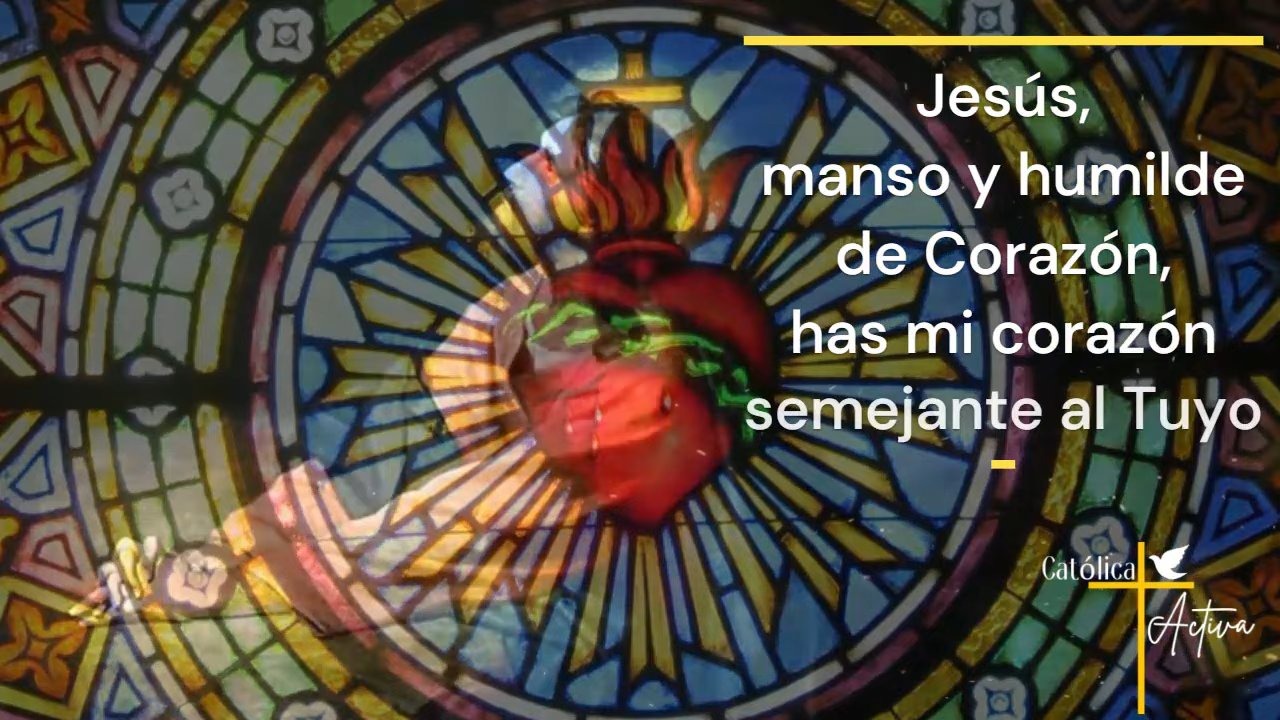 Jesús,
manso y humilde
de Corazón,
has mi corazón
semejante al Tuyo
Católica
Activa